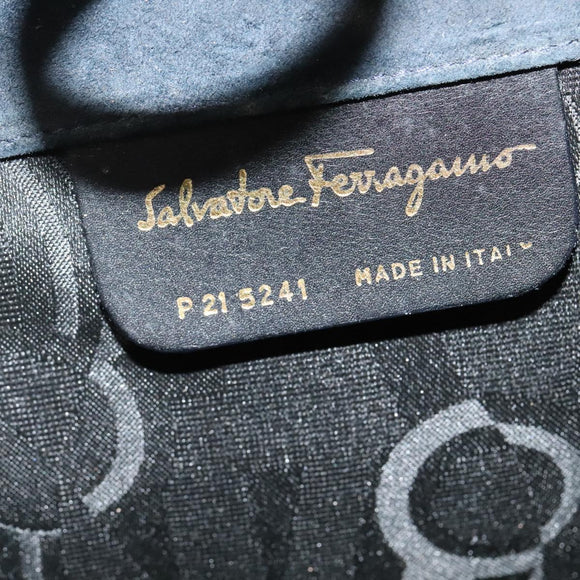 Salvatore Ferragamo
P 21 5241 MADE IN ITALY